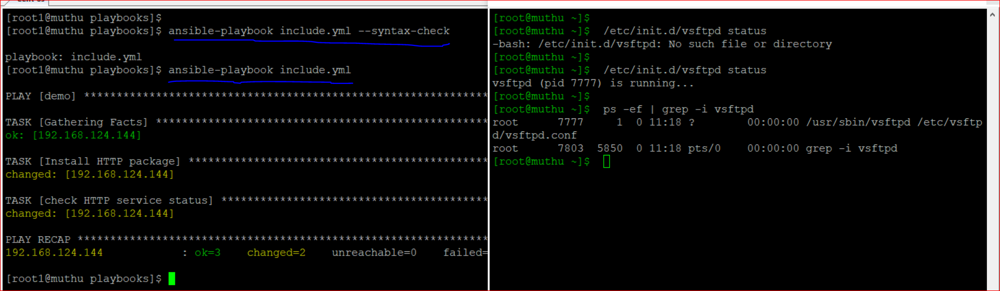 [root1@muthu playbooks]$
[root1@muthu playbooks]$ ansible-playbook include.yml --syntax-check
playbook: include.yml
[root1@muthu playbooks]$ ansible-playbook include.yml
PLAY [demo] **************************************************************
TASK [Gathering Facts] ***************************************************
ok: [192.168.124.144]
TASK [Install HTTP package] **********************************************
changed: [192.168.124.144]
TASK [check HTTP service status] *****************************************
changed: [192.168.124.144]
PLAY RECAP ***************************************************************
192.168.124.144            : ok=3    changed=2    unreachable=0    failed=
[root1@muthu playbooks]$
[root@muthu ~]$
[root@muthu ~]$  /etc/init.d/vsftpd status
-bash: /etc/init.d/vsftpd: No such file or directory
[root@muthu ~]$
[root@muthu ~]$  /etc/init.d/vsftpd status
vsftpd (pid 7777) is running...
[root@muthu ~]$
[root@muthu ~]$  ps -ef | grep -i vsftpd
root      7777     1  0 11:18 ?        00:00:00 /usr/sbin/vsftpd /etc/vsftp
d/vsftpd.conf
root      7803  5850  0 11:18 pts/0    00:00:00 grep -i vsftpd
[root@muthu ~]$